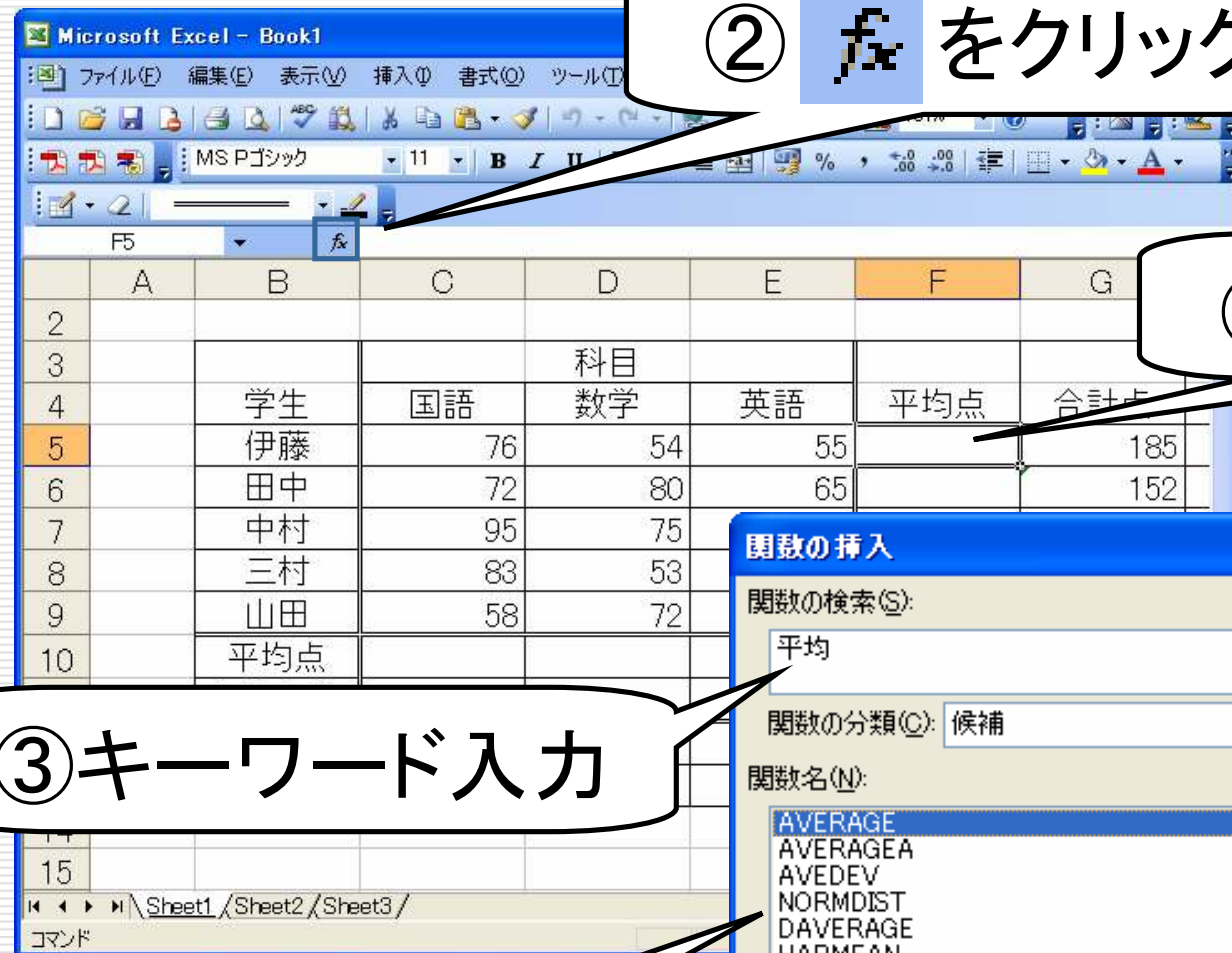 ② fx をクリック
Microsoft Excel - Book1
ファイル(F) 編集(E) 表示(V) 挿入(I) 書式(O) ツール(T)
MS Pゴシック 11 B I U % , .00 .00 A
F5 fx
A B C D E F G
2
3 科目
4 学生 国語 数学 英語 平均点 合計点
5 伊藤 76 54 55 185
6 田中 72 80 65 152
7 中村 95 75
8 三村 83 53
9 山田 58 72
10 平均点
関数の挿入
関数の検索(S):
平均
③キーワード入力
関数の分類(C): 候補
関数名(N):
AVERAGE
AVERAGEA
AVEDEV
NORMDIST
DAVERAGE
HARMEAN
15
Sheet1 Sheet2 Sheet3
コマンド